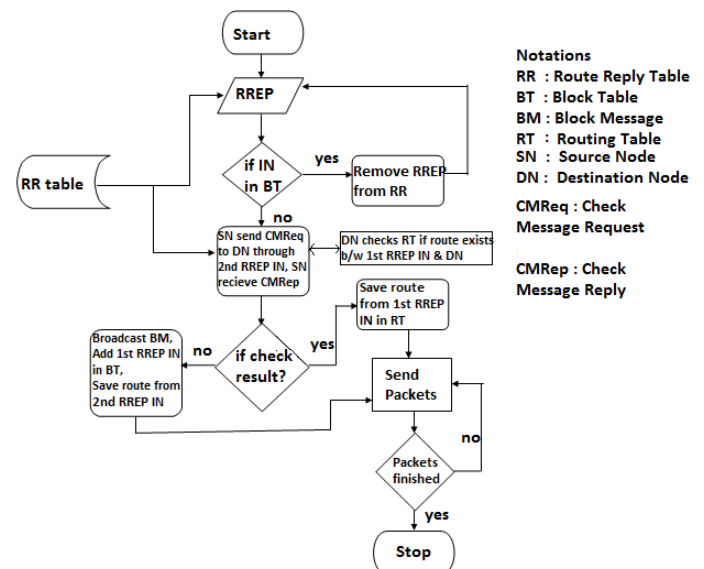 Start
RREP
if IN
in BT
yes
no
Remove RREP
from RR
RR table
SN send CMReq
to DN through
2nd RREP IN, SN
recieve CMRep
DN checks RT if route exists
b/w 1st RREP IN & DN
if check
result?
yes
no
Save route
from 1st RREP
IN in RT
Broadcast BM,
Add 1st RREP IN
in BT,
Save route from
2nd RREP IN
Send
Packets
Packets
finished
no
yes
Stop
Notations
RR : Route Reply Table
BT : Block Table
BM : Block Message
RT : Routing Table
SN : Source Node
DN : Destination Node
CMReq : Check
Message Request
CMRep : Check
Message Reply